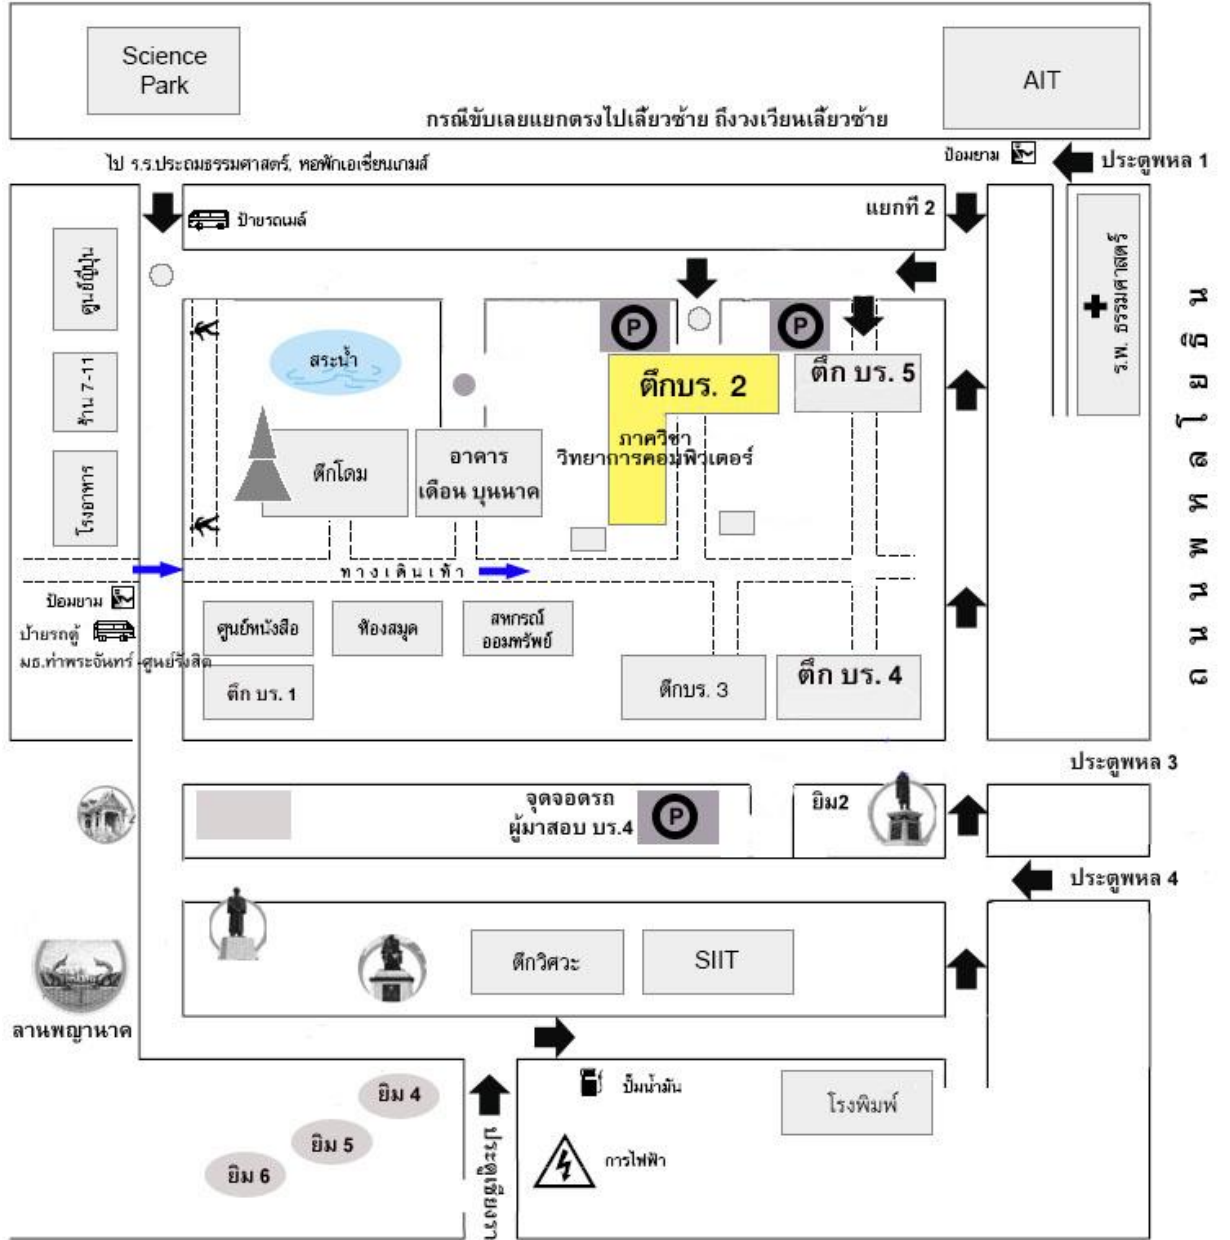 Science
Park
AIT
กรณีขับเลยแยกตรงไปเลี้ยวซ้าย ถึงวงเวียนเลี้ยวซ้าย
ไป ร.ร.ประถมธรรมศาสตร์, หอพักเอเชี่ยนเกมส์
ป้อมยาม
ประตูพหล 1
ป้ายรถเมล์
แยกที่ 2
ศูนย์ญี่ปุ่น
ร.พ. ธรรมศาสตร์
ถนนพหลโยธิน
P
P
สระน้ำ
ร้าน 7-11
ตึกบร. 2
ตึก บร. 5
ภาควิชา
วิทยาการคอมพิวเตอร์
ตึกโดม
อาคาร
เดือน บุนนาค
โรงอาหาร
ทางเดินเท้า
ป้อมยาม
ป้ายรถตู้
มธ.ท่าพระจันทร์ -ศูนย์รังสิต
ศูนย์หนังสือ
ห้องสมุด
สหกรณ์
ออมทรัพย์
ตึก บร. 1
ตึกบร. 3
ตึก บร. 4
ประตูพหล 3
จุดจอดรถ
ผู้มาสอบ บร.4
P
ยิม2
ประตูพหล 4
ตึกวิศวะ
SIIT
ลานพญานาค
ยิม 4
ยิม 5
ยิม 6
ประตูเชียงราก
ปั๊มน้ำมัน
การไฟฟ้า
โรงพิมพ์